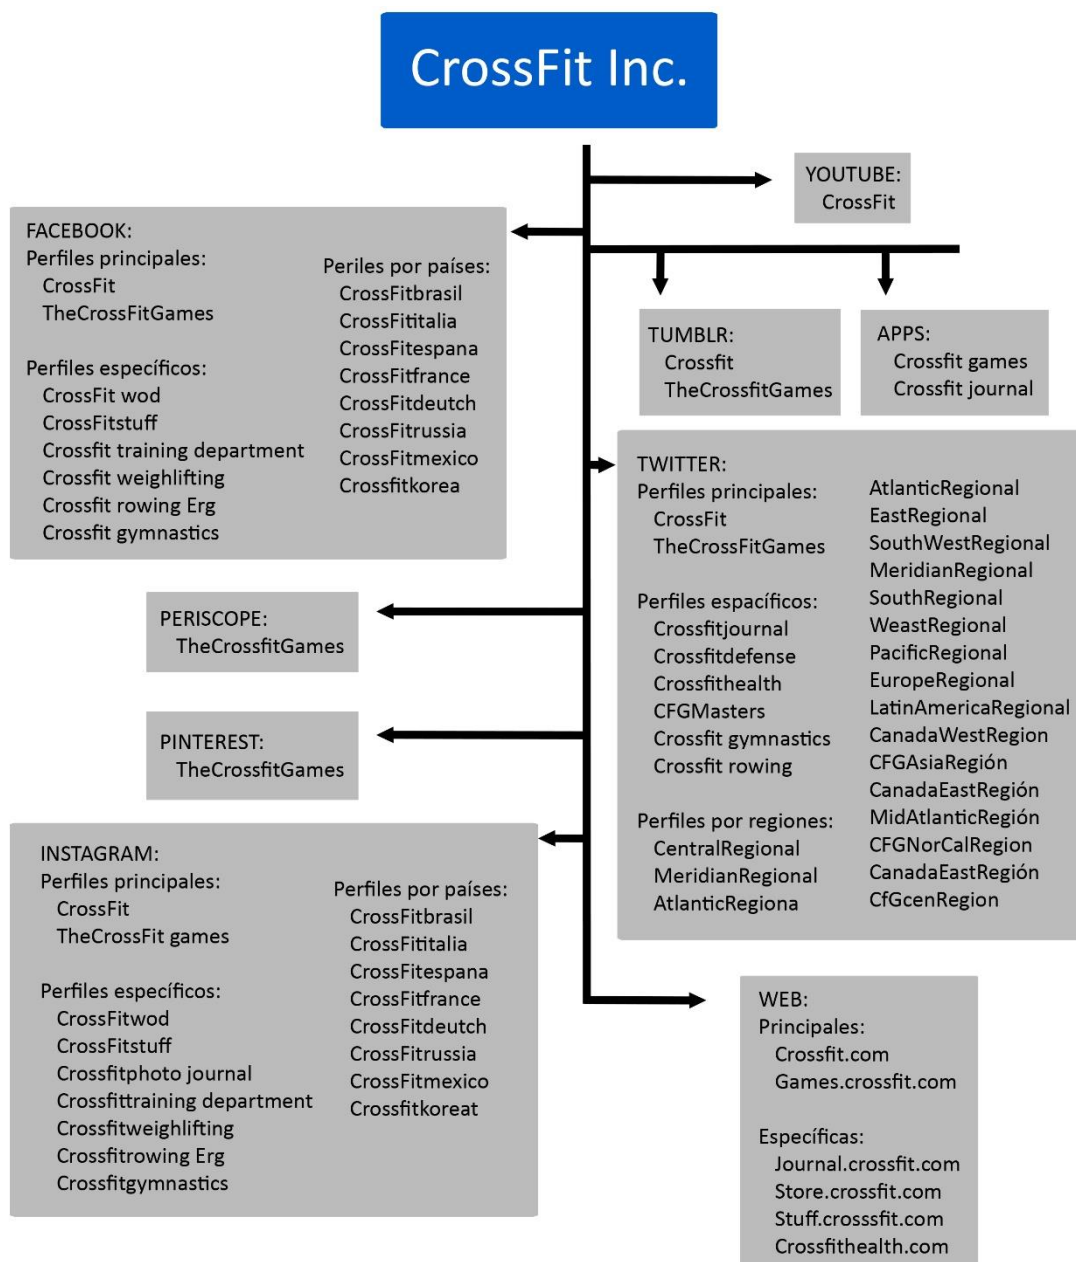 CrossFit Inc.
YOUTUBE:
CrossFit
FACEBOOK:
Perfiles principales:
CrossFit
TheCrossFitGames
Perfiles específicos:
CrossFit wod
CrossFitstuff
Crossfit training department
Crossfit weighlifting
Crossfit rowing Erg
Crossfit gymnastics
Periles por países:
CrossFitbrasil
CrossFititalia
CrossFitespana
CrossFitfrance
CrossFitdeutch
CrossFitrussia
CrossFitmexico
Crossfitkorea
TUMBLR:
Crossfit
TheCrossfitGames
APPS:
Crossfit games
Crossfit journal
TWITTER:
Perfiles principales:
CrossFit
TheCrossFitGames
Perfiles espacíficos:
Crossfitjournal
Crossfitdefense
Crossfithealth
CFGMasters
Crossfit gymnastics
Crossfit rowing
Perfiles por regiones:
CentralRegional
MeridianRegional
AtlanticRegiona
AtlanticRegional
EastRegional
SouthWestRegional
MeridianRegional
SouthRegional
WeastRegional
PacificRegional
EuropeRegional
LatinAmericaRegional
CanadaWestRegion
CFGAsiaRegión
CanadaEastRegión
MidAtlanticRegión
CFGNorCalRegion
CanadaEastRegión
CfGcenRegion
PERISCOPE:
TheCrossfitGames
PINTEREST:
TheCrossfitGames
INSTAGRAM:
Perfiles principales:
CrossFit
TheCrossFit games
Perfiles específicos:
CrossFitwod
CrossFitstuff
Crossfitphoto journal
Crossfittraining department
Crossfitweighlifting
Crossfitrowing Erg
Crossfitgymnastics
Perfiles por países:
CrossFitbrasil
CrossFititalia
CrossFitespana
CrossFitfrance
CrossFitdeutch
CrossFitrussia
CrossFitmexico
Crossfitkoreat
WEB:
Principales:
Crossfit.com
Games.crossfit.com
Específicas:
Journal.crossfit.com
Store.crossfit.com
Stuff.crosssfit.com
Crossfithealth.com